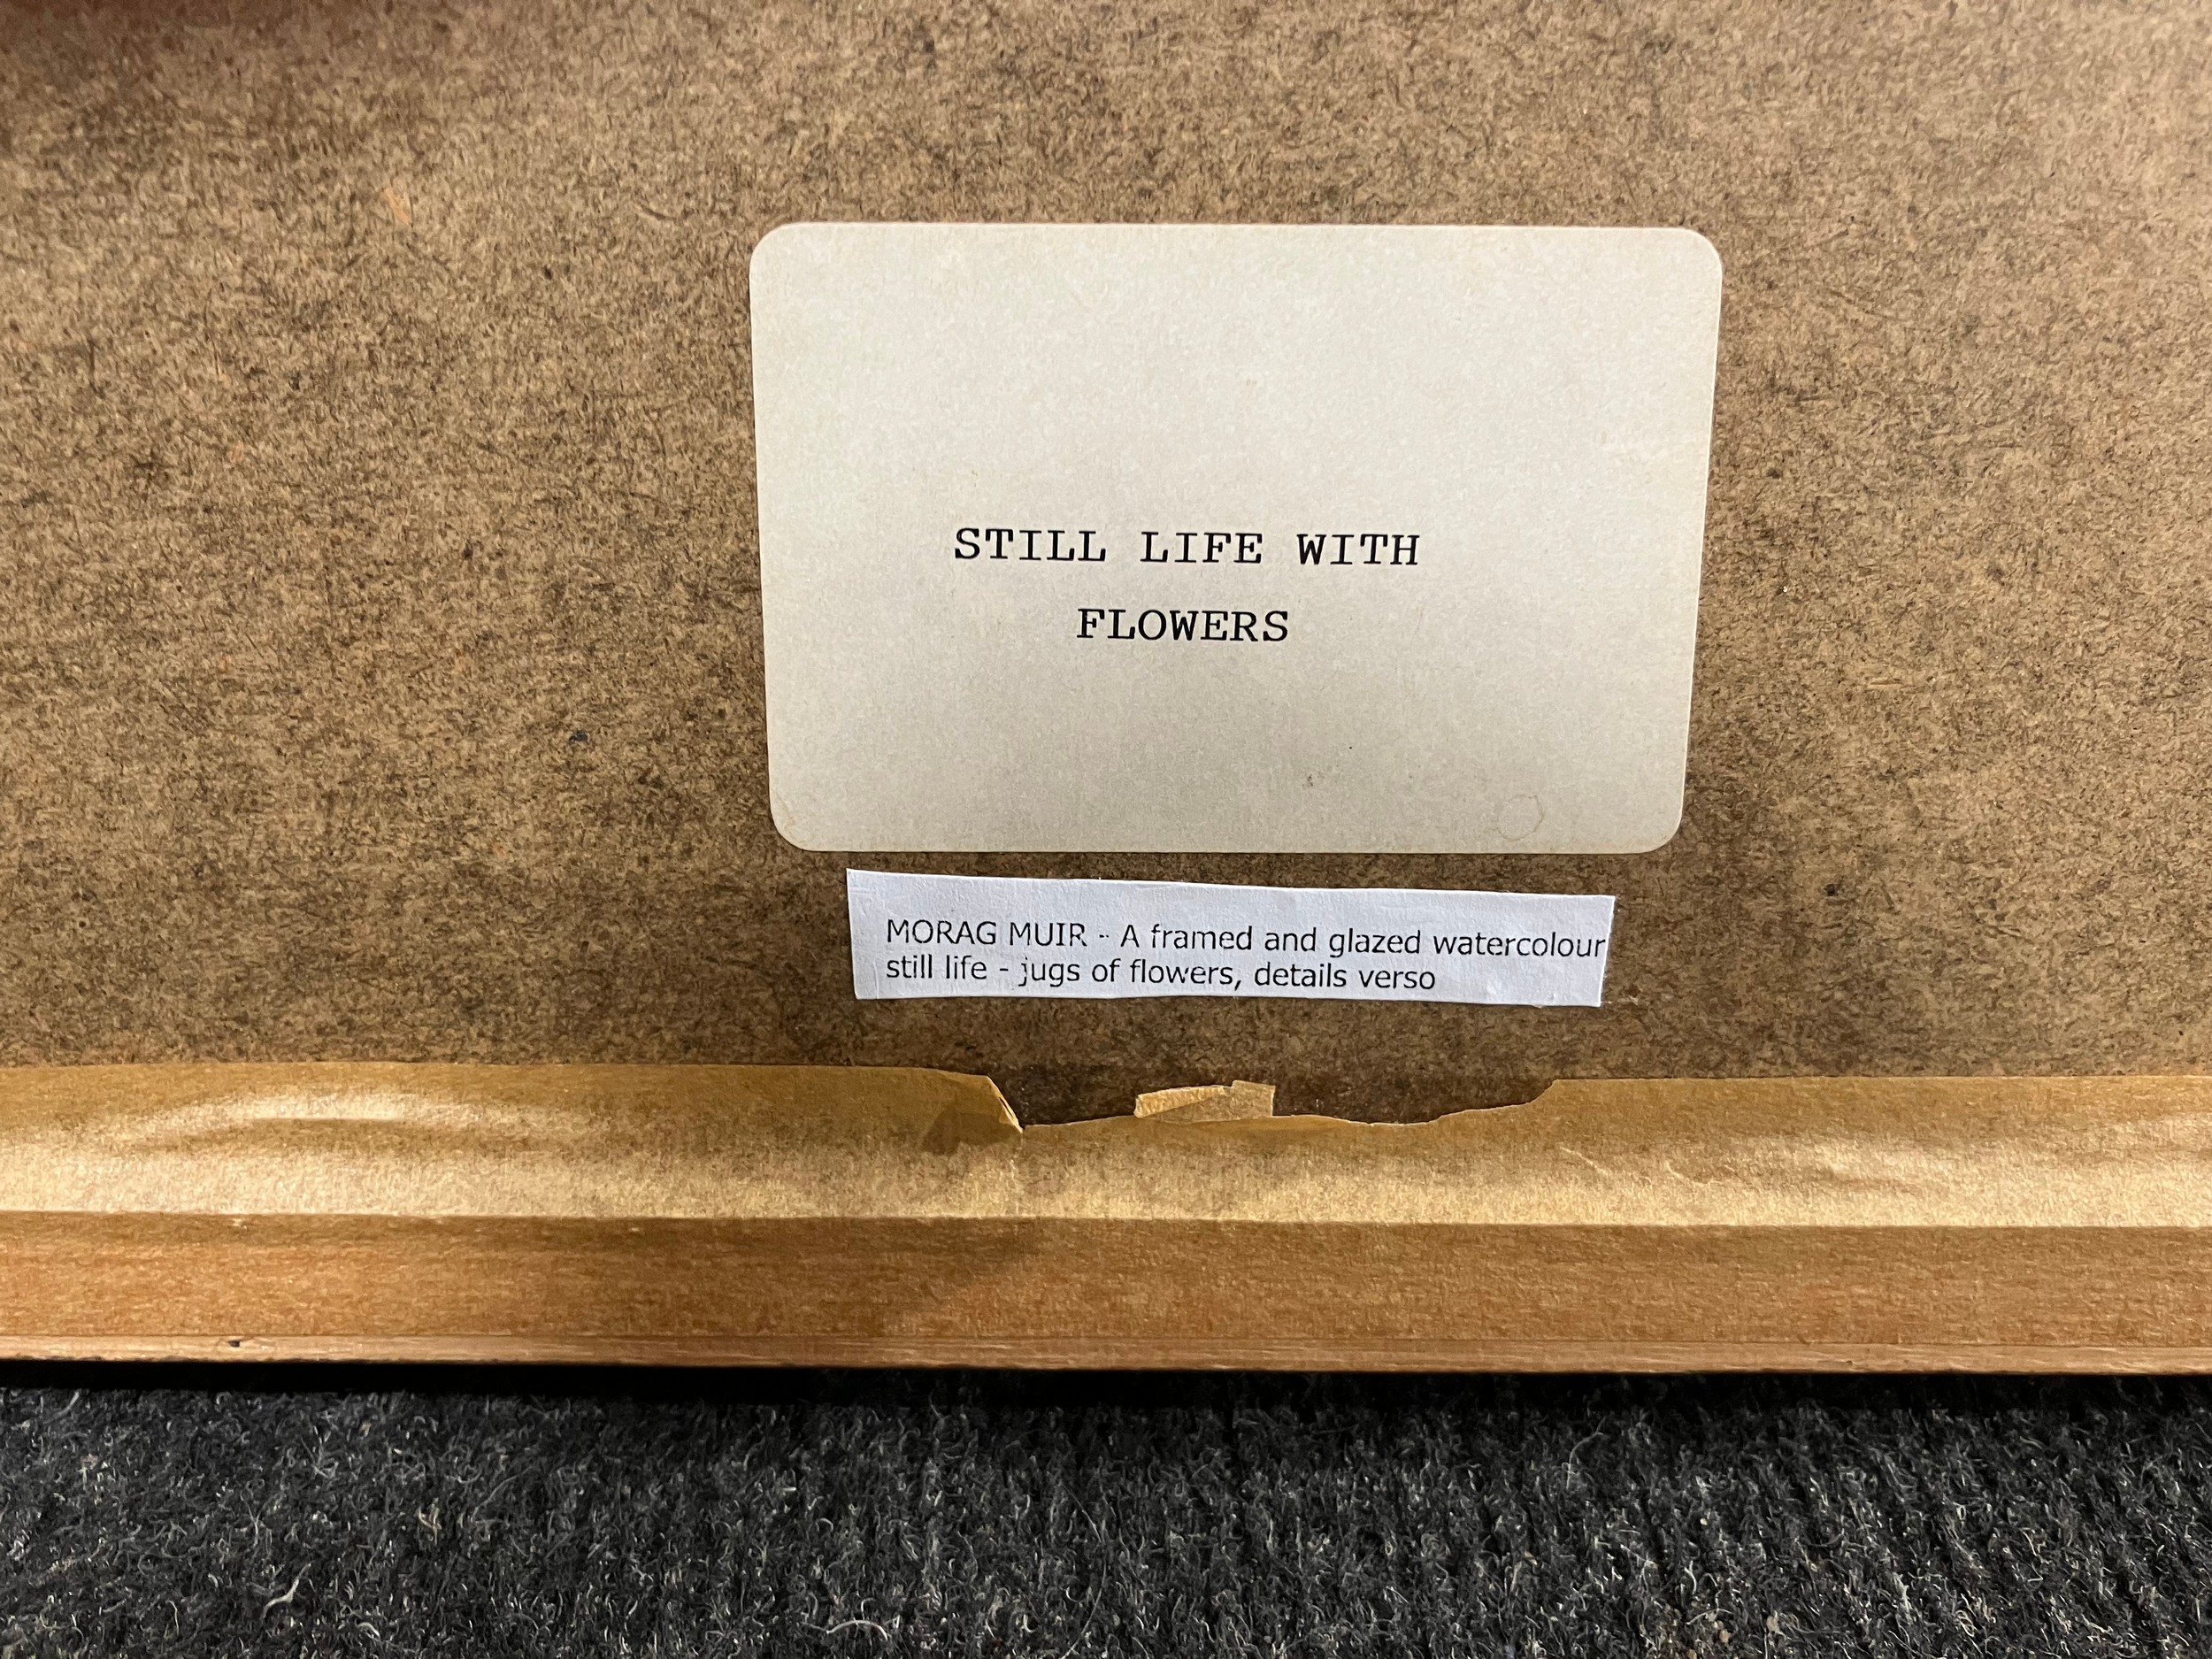 STILL LIFE WITH
FLOWERS
MORAG MUIR - A framed and glazed watercolour
still life - jugs of flowers, details verso